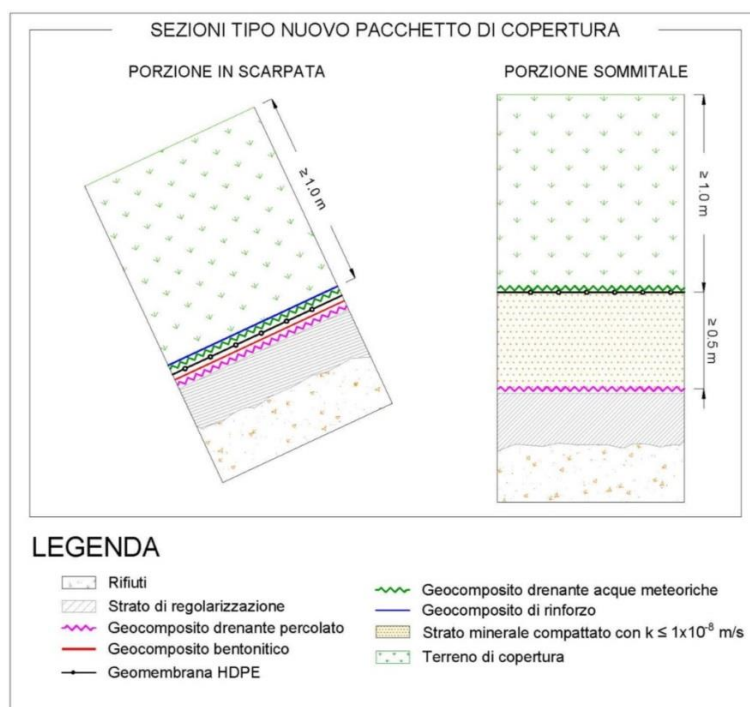 SEZIONI TIPO NUOVO PACCHETTO DI COPERTURA
PORZIONE IN SCARPATA
PORZIONE SOMMITALE
≥ 1.0 m
≥ 1.0 m
≥ 0.5 m
LEGENDA
Rifiuti
Strato di regolarizzazione
Geocomposito drenante percolato
Geocomposito bentonitico
Geomembrana HDPE
Geocomposito drenante acque meteoriche
Geocomposito di rinforzo
Strato minerale compattato con k ≤ 1x10⁻⁸ m/s
Terreno di copertura